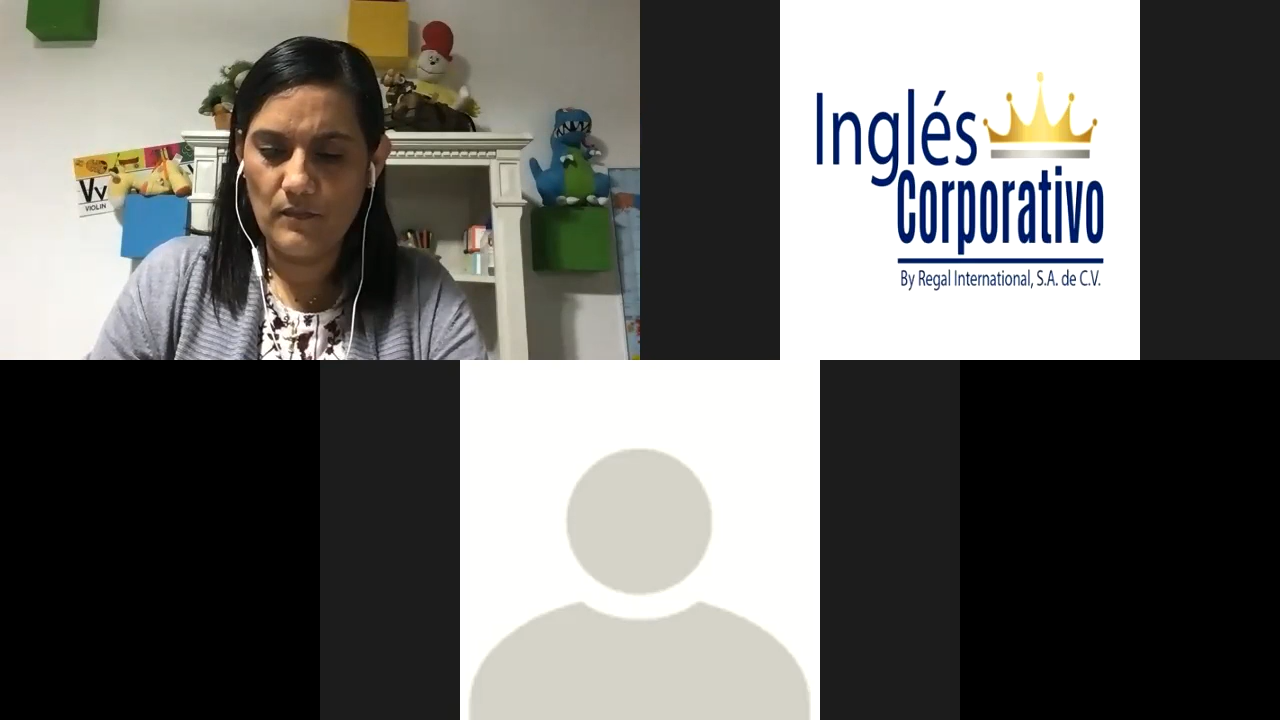 Vv
VIOLIN
Inglés
Corporativo
By Regal International, S.A. de C.V.